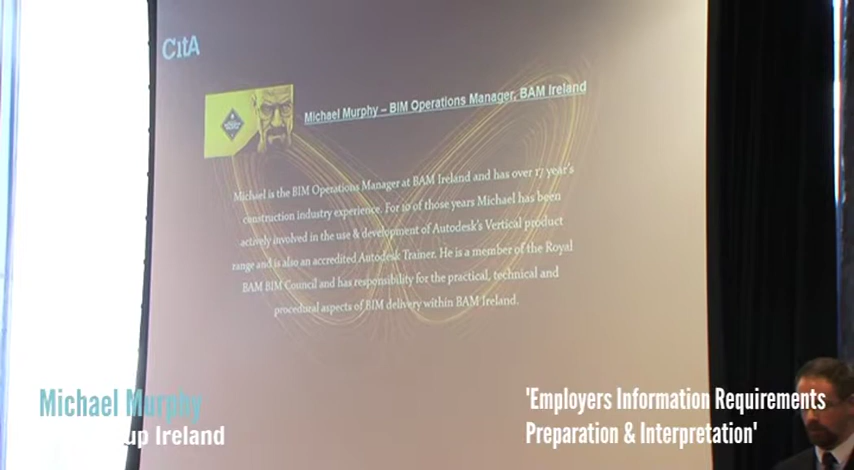 CitA
Michael Murphy – BIM Operations Manager, BAM Ireland
Michael is the BIM Operations Manager at BAM Ireland and has over 17 year's
construction industry experience. For 10 of those years Michael has been
actively involved in the use & development of Autodesk's Vertical product
range and is also an accredited Autodesk Trainer. He is a member of the Royal
BAM BIM Council and has responsibility for the practical, technical and
procedural aspects of BIM delivery within BAM Ireland.
Michael Murphy
up Ireland
'Employers Information Requirements
Preparation & Interpretation'